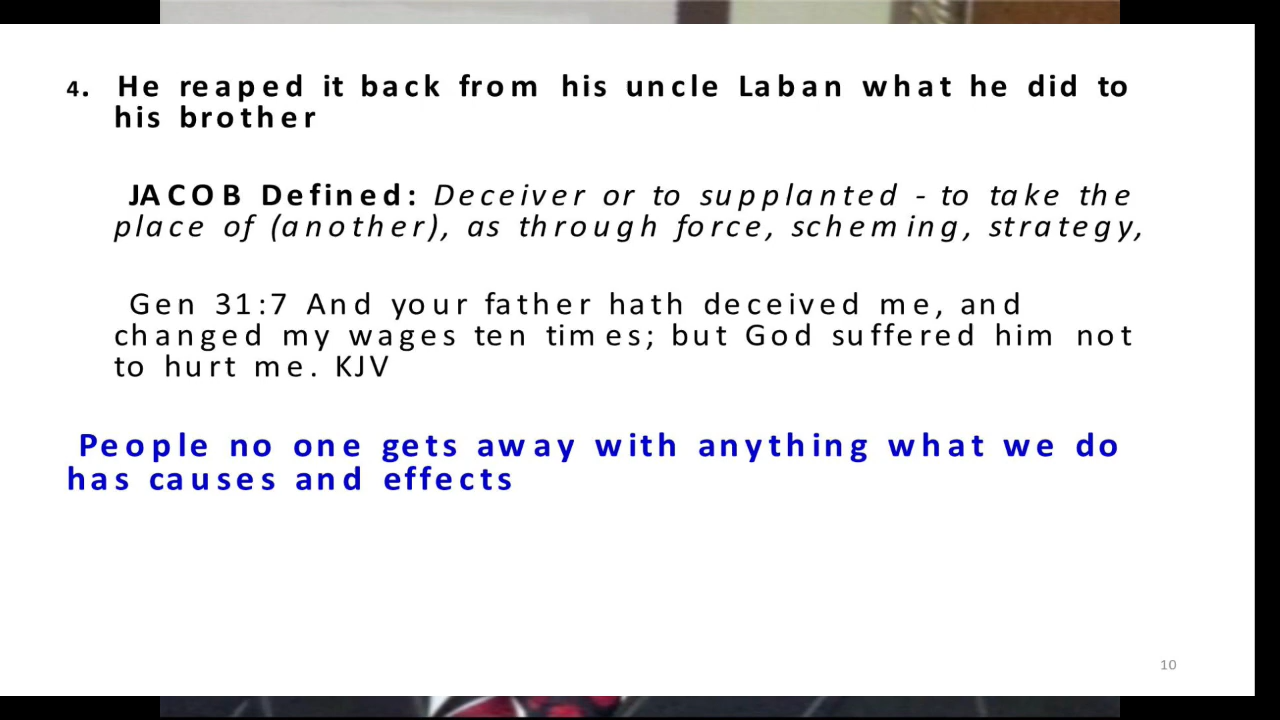 4. He reaped it back from his uncle Laban what he did to
his brother
JACOB Defined: Deceiver or to supplanted - to take the
place of (another), as through force, scheming, strategy,
Gen 31:7 And your father hath deceived me, and
changed my wages ten times; but God suffered him not
to hurt me. KJV
People no one gets away with anything what we do
has causes and effects
10